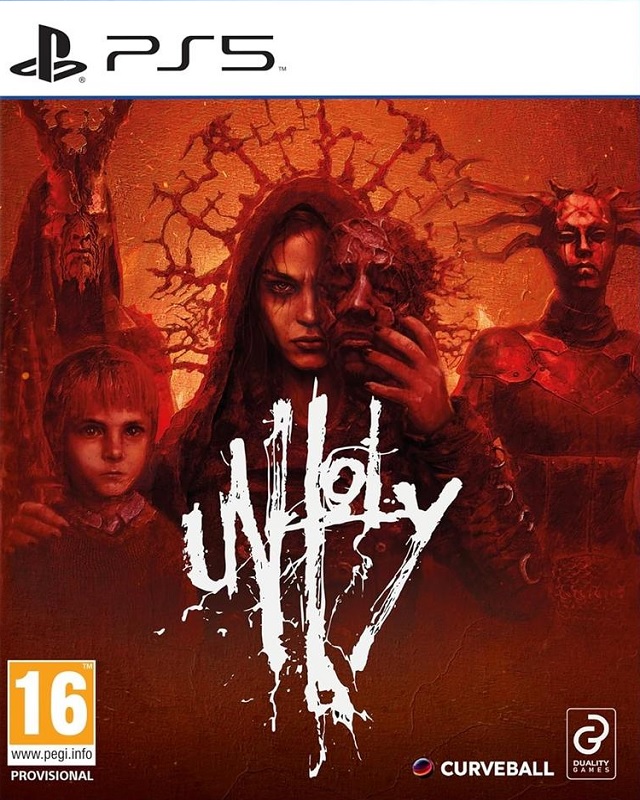 PS5
UNHOLY
16
www.pegi.info
PROVISIONAL
CURVEBALL
DUALITY
GAMES